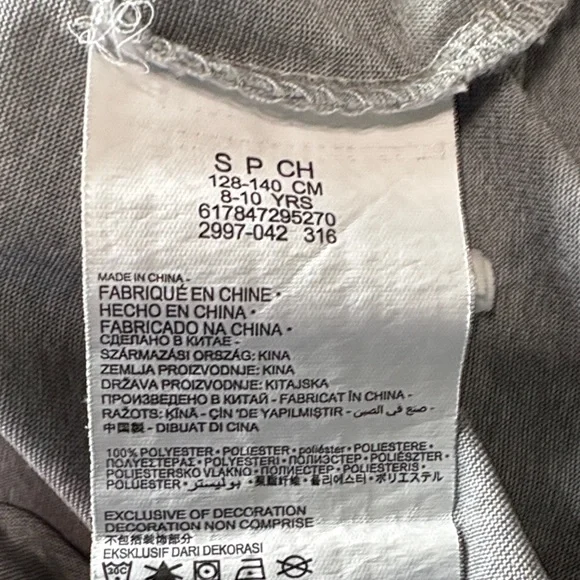 S P CH
128-140 CM
8-10 YRS
617847295270
2997-042 316
MADE IN CHINA -
FABRIQUÉ EN CHINE •
HECHO EN CHINA •
FABRICADO NA CHINA •
СДЕЛАНО В КИТАЕ -
SZÁRMAZÁSI ORSZÁG: KINA
ZEMLJA PROIZVODNJE: KINA
DRŽAVA PROIZVODNJE: KITAJSKA
ПРОИЗВЕДЕНО В КИТАЙ - FABRICAT ÎN CHINA -
RAŽOTS: ĶĪNĀ - ÇİN 'DE YAPILMIŞTIR - صنع في الصين -
中国製 - DIBUAT DI CINA
100% POLYESTER • POLIESTER • poliéster • POLIESTERE •
ΠΟΛΥΕΣΤΕΡΑΣ • POLYESTERI • ПОЛИЭСТЕР • POLIÉSZTER •
POLIESTERSKO VLAKNO • ПОЛИЕСТЕР • POLIESTERIS •
POLIUESTER • بوليستر • 聚酯纤维 • 폴리에스터 • ポリエステル
EXCLUSIVE OF DECORATION
DECORATION NON COMPRISE
不包括装饰部分
EKSKLUSIF DARI DEKORASI
30C